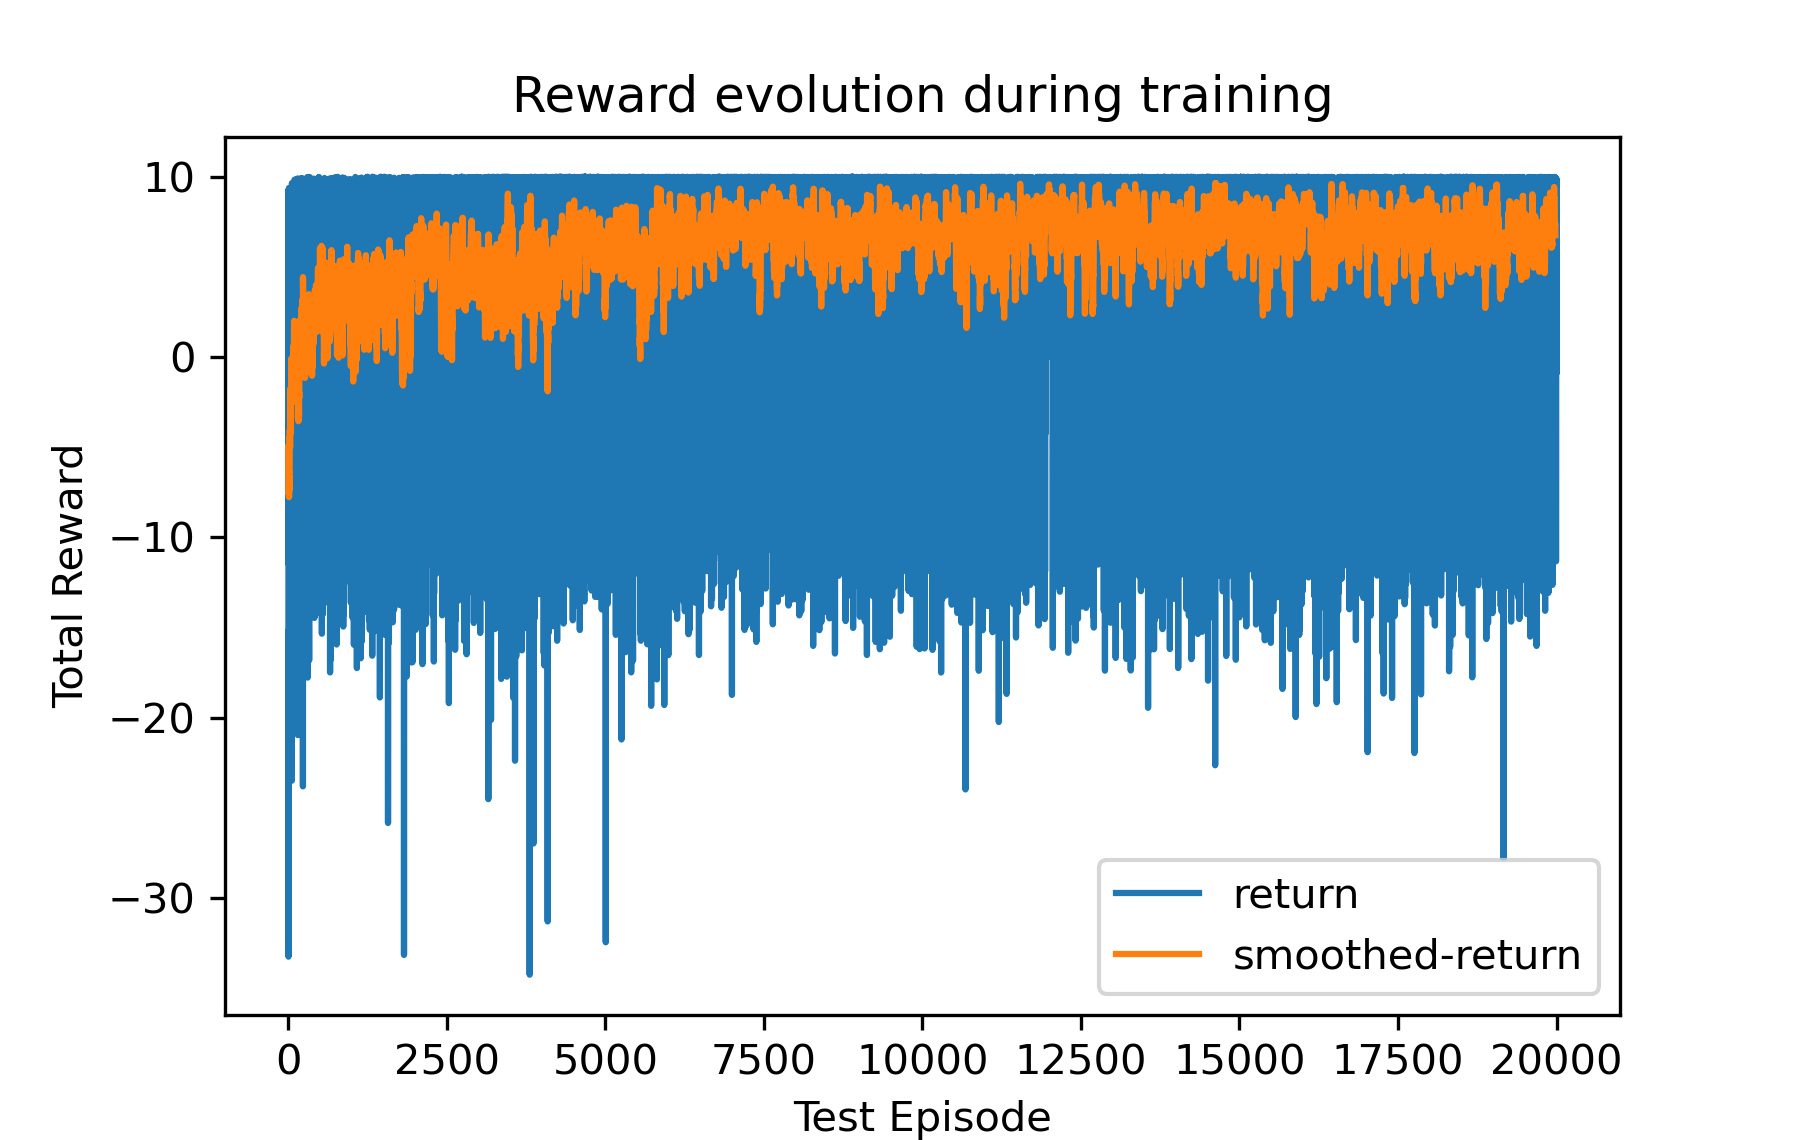 Reward evolution during training
Total Reward
10
0
−10
−20
−30
return
smoothed-return
0 2500 5000 7500 10000 12500 15000 17500 20000
Test Episode